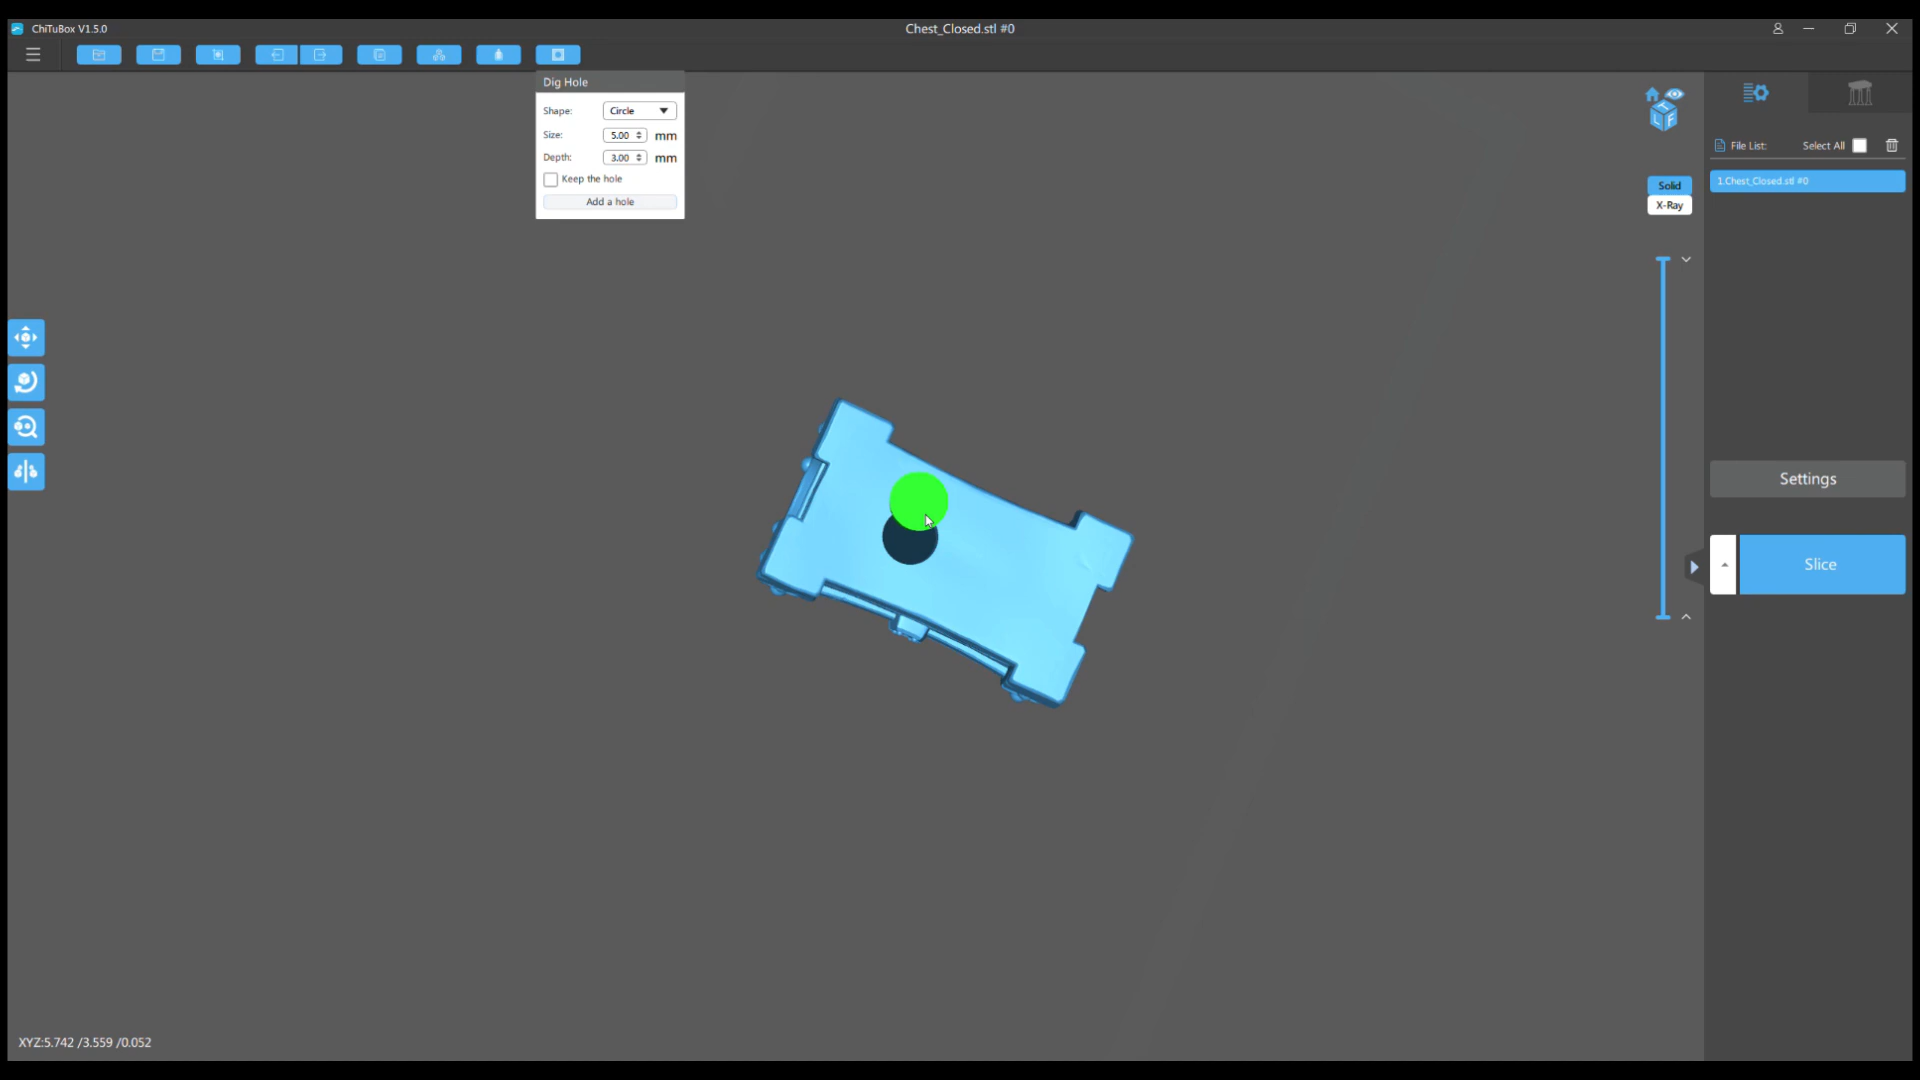 ChiTuBox V1.5.0
Chest_Closed.stl #0
Dig Hole
Shape: Circle
Size: 5.00 mm
Depth: 3.00 mm
Keep the hole
Add a hole
T
L F
Solid
X-Ray
File List: Select All
1.Chest_Closed.stl #0
Settings
Slice
XYZ:5.742 /3.559 /0.052